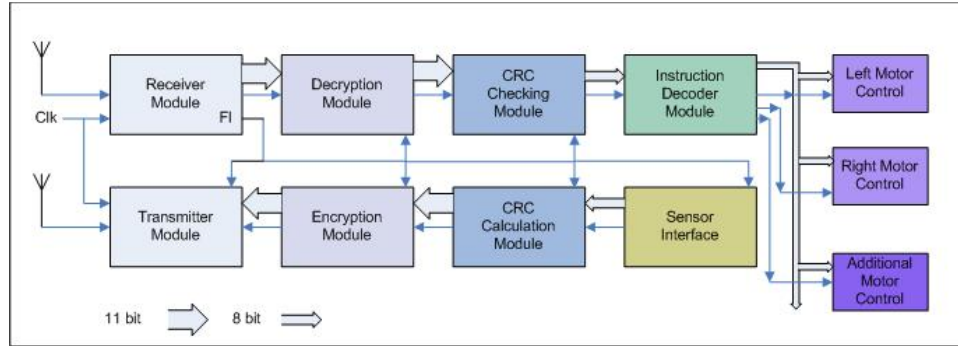 Receiver
Module
FI
Decryption
Module
CRC
Checking
Module
Instruction
Decoder
Module
Left Motor
Control
Clk
Right Motor
Control
Transmitter
Module
Encryption
Module
CRC
Calculation
Module
Sensor
Interface
Additional
Motor
Control
11 bit
8 bit